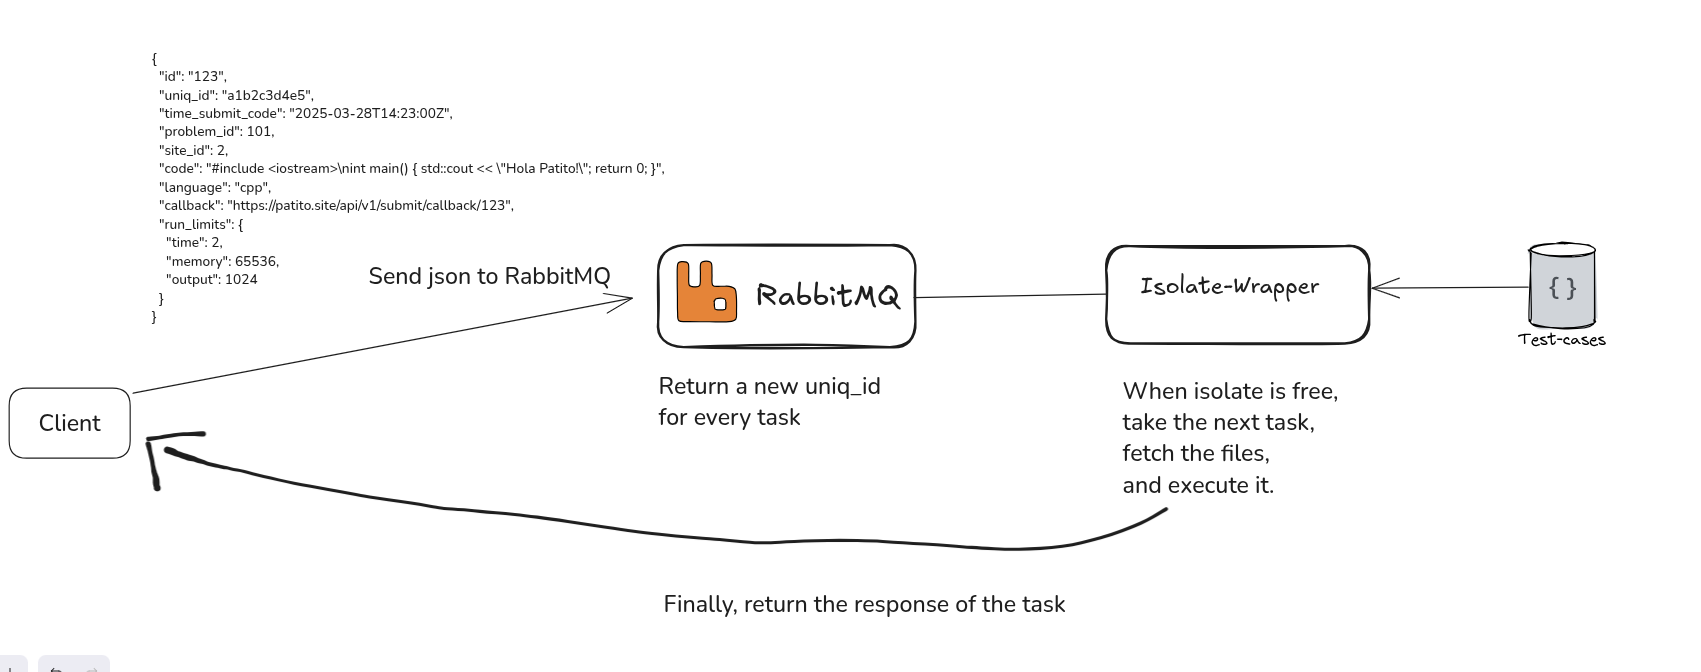 {
"id": "123",
"uniq_id": "a1b2c3d4e5",
"time_submit_code": "2025-03-28T14:23:00Z",
"problem_id": 101,
"site_id": 2,
"code": "#include <iostream>\nint main() { std::cout << \"Hola Patito!\"; return 0; }",
"language": "cpp",
"callback": "https://patito.site/api/v1/submit/callback/123",
"run_limits": {
"time": 2,
"memory": 65536,
"output": 1024
}
}
Send json to RabbitMQ
RabbitMQ
Isolate-Wrapper
{ }
Test-cases
Client
Return a new uniq_id
for every task
When isolate is free,
take the next task,
fetch the files,
and execute it.
Finally, return the response of the task